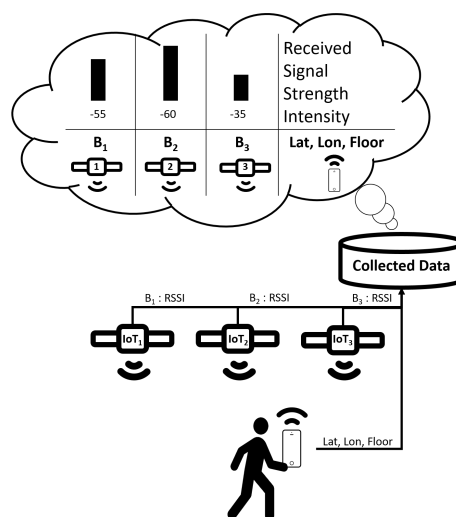 Received
Signal
Strength
Intensity
-55 -60 -35
B₁ B₂ B₃ Lat, Lon, Floor
1 2 3
Collected Data
B₁ : RSSI B₂ : RSSI B₃ : RSSI
IoT₁ IoT₂ IoT₃
Lat, Lon, Floor